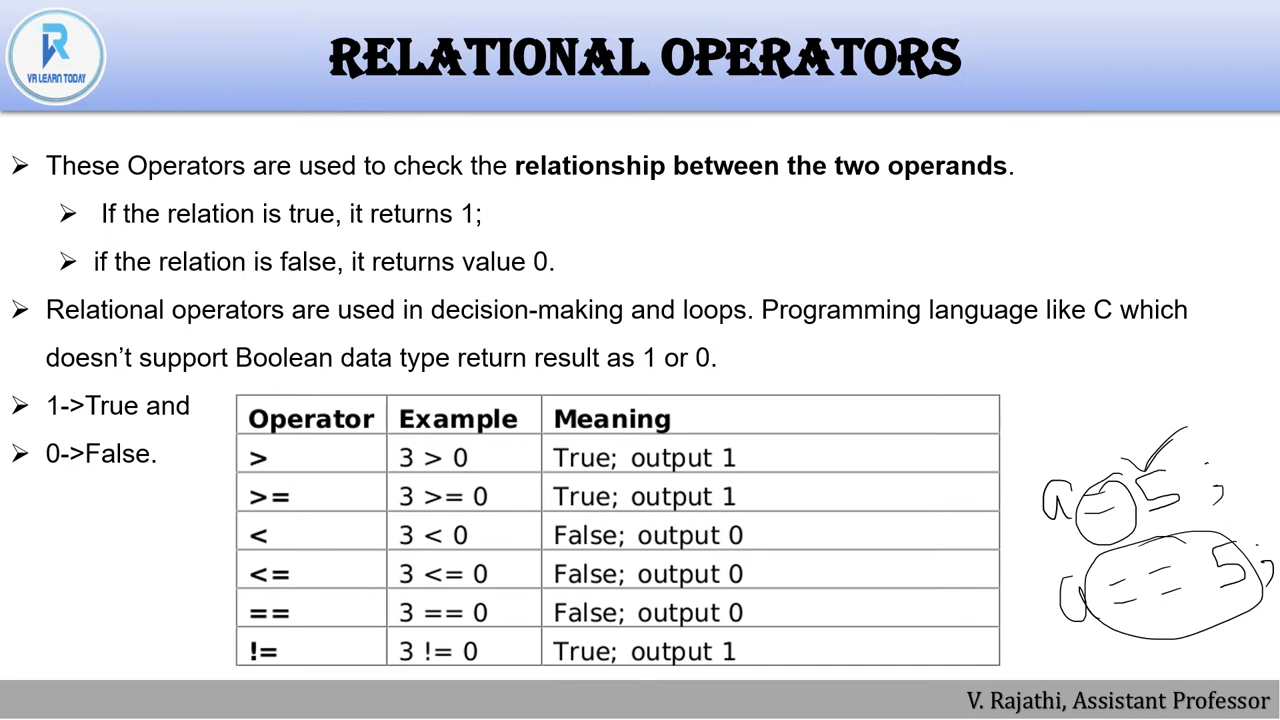 VR LEARN TODAY
RELATIONAL OPERATORS
➢ These Operators are used to check the relationship between the two operands.
➢ If the relation is true, it returns 1;
➢ if the relation is false, it returns value 0.
➢ Relational operators are used in decision-making and loops. Programming language like C which
doesn’t support Boolean data type return result as 1 or 0.
➢ 1->True and
➢ 0->False.
Operator Example Meaning
> 3 > 0 True; output 1
>= 3 >= 0 True; output 1
< 3 < 0 False; output 0
<= 3 <= 0 False; output 0
== 3 == 0 False; output 0
!= 3 != 0 True; output 1
a = 5 ;
a == 5 ;
V. Rajathi, Assistant Professor